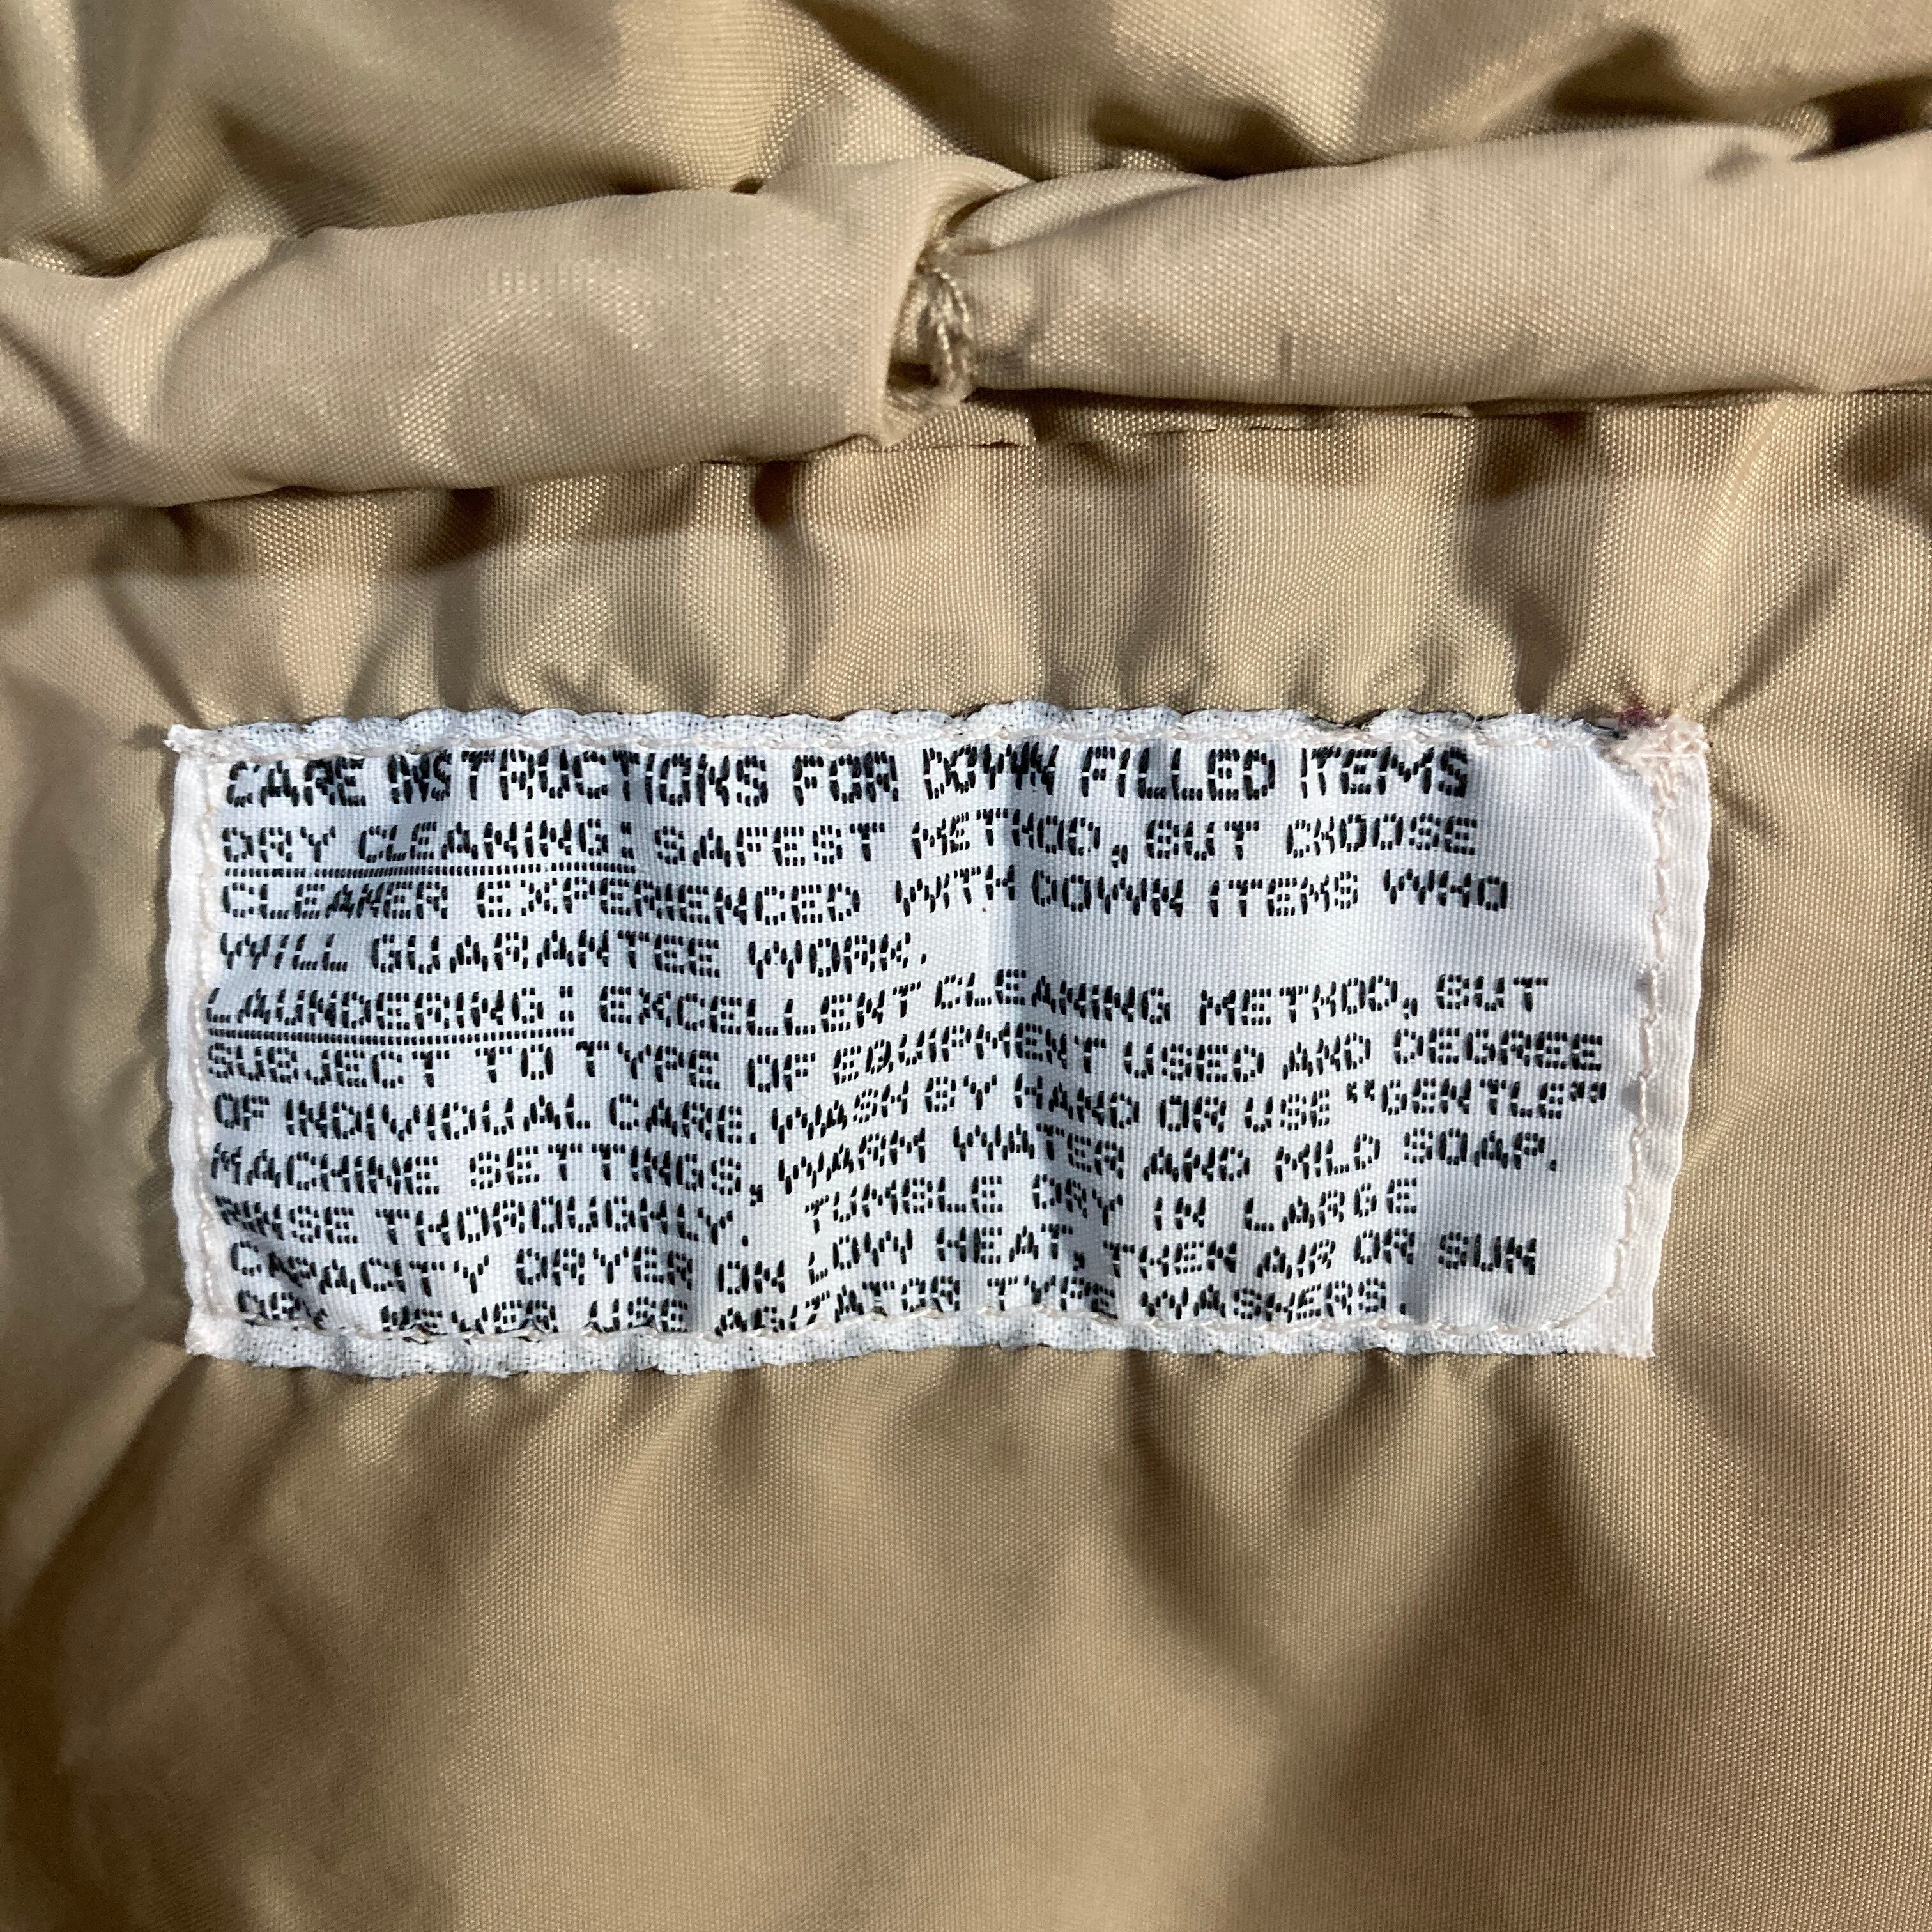 CARE INSTRUCTIONS FOR DOWN FILLED ITEMS
DRY CLEANING: SAFEST METHOD, BUT CHOOSE
CLEANER EXPERIENCED WITH DOWN ITEMS WHO
WILL GUARANTEE WORK.
LAUNDERING: EXCELLENT CLEANING METHOD, BUT
SUBJECT TO TYPE OF EQUIPMENT USED AND DEGREE
OF INDIVIDUAL CARE. WASH BY HAND OR USE "GENTLE"
MACHINE SETTINGS, WARM WATER AND MILD SOAP.
RINSE THOROUGHLY. TUMBLE DRY IN LARGE
CAPACITY DRYER ON LOW HEAT, THEN AIR OR SUN
DRY. NEVER USE AGITATOR TYPE WASHERS.